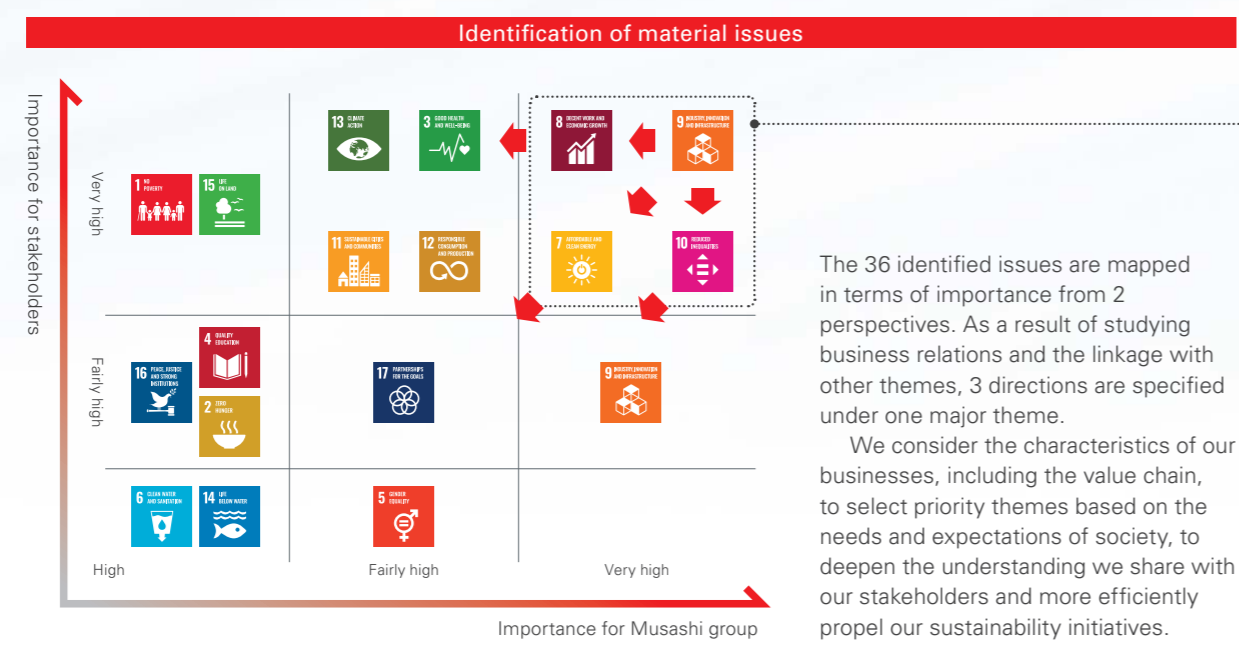 Identification of material issues
Importance for stakeholders
Very high
Fairly high
13 CLIMATE
ACTION
3 GOOD HEALTH
AND WELL-BEING
8 DECENT WORK AND
ECONOMIC GROWTH
9 INDUSTRY, INNOVATION
AND INFRASTRUCTURE
1 NO
POVERTY
15 LIFE
ON LAND
11 SUSTAINABLE CITIES
AND COMMUNITIES
12 RESPONSIBLE
CONSUMPTION
AND PRODUCTION
7 AFFORDABLE AND
CLEAN ENERGY
10 REDUCED
INEQUALITIES
4 QUALITY
EDUCATION
16 PEACE, JUSTICE
AND STRONG
INSTITUTIONS
2 ZERO
HUNGER
17 PARTNERSHIPS
FOR THE GOALS
9 INDUSTRY, INNOVATION
AND INFRASTRUCTURE
6 CLEAN WATER
AND SANITATION
14 LIFE
BELOW WATER
5 GENDER
EQUALITY
High
Fairly high
Very high
Importance for Musashi group
The 36 identified issues are mapped
in terms of importance from 2
perspectives. As a result of studying
business relations and the linkage with
other themes, 3 directions are specified
under one major theme.
We consider the characteristics of our
businesses, including the value chain,
to select priority themes based on the
needs and expectations of society, to
deepen the understanding we share with
our stakeholders and more efficiently
propel our sustainability initiatives.